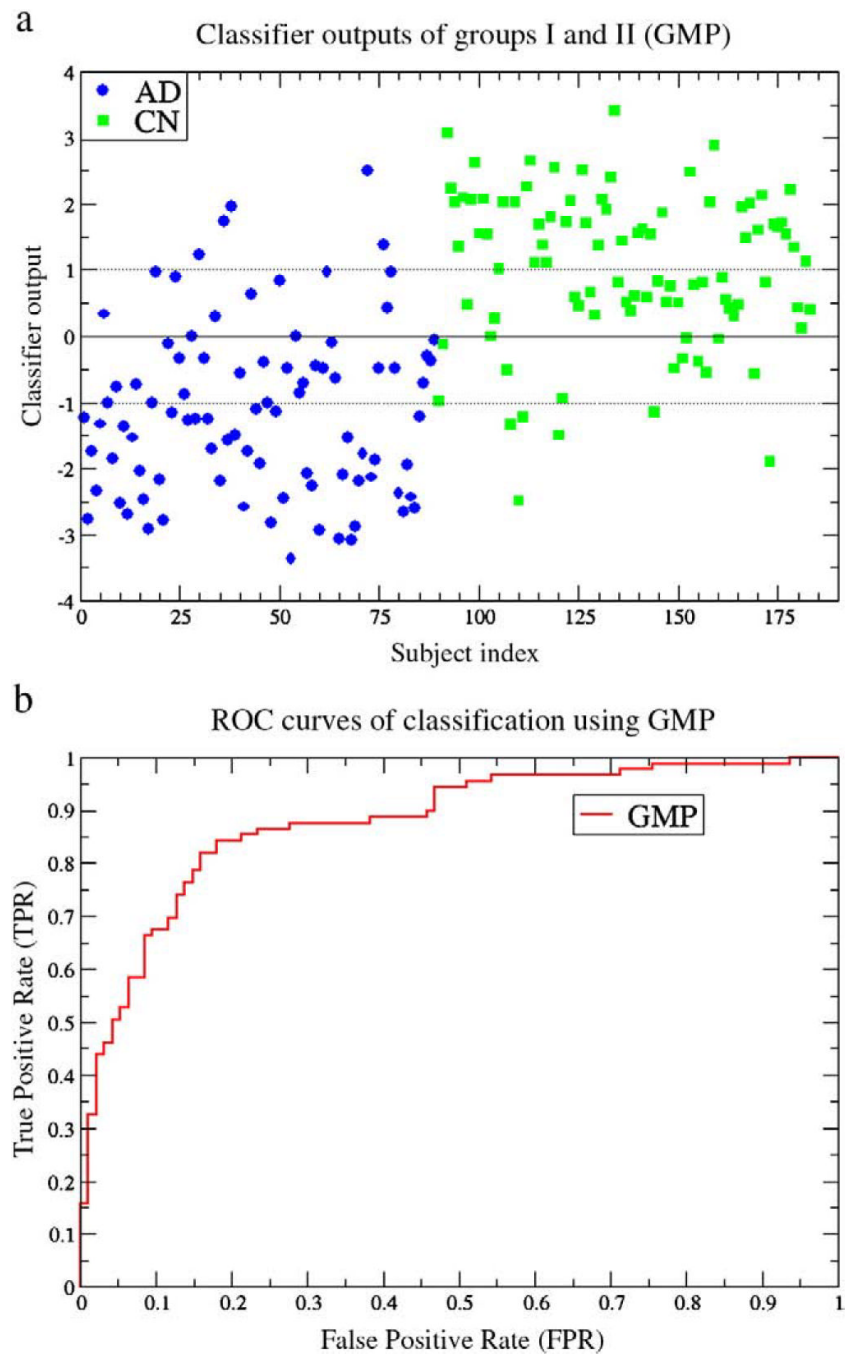 a
Classifier outputs of groups I and II (GMP)
4
AD
CN
3
2
1
0
-1
-2
-3
-4
Classifier output
0 25 50 75 100 125 150 175
Subject index
b
ROC curves of classification using GMP
1
0.9
GMP
0.8
0.7
0.6
0.5
0.4
0.3
0.2
0.1
0
True Positive Rate (TPR)
0 0.1 0.2 0.3 0.4 0.5 0.6 0.7 0.8 0.9 1
False Positive Rate (FPR)